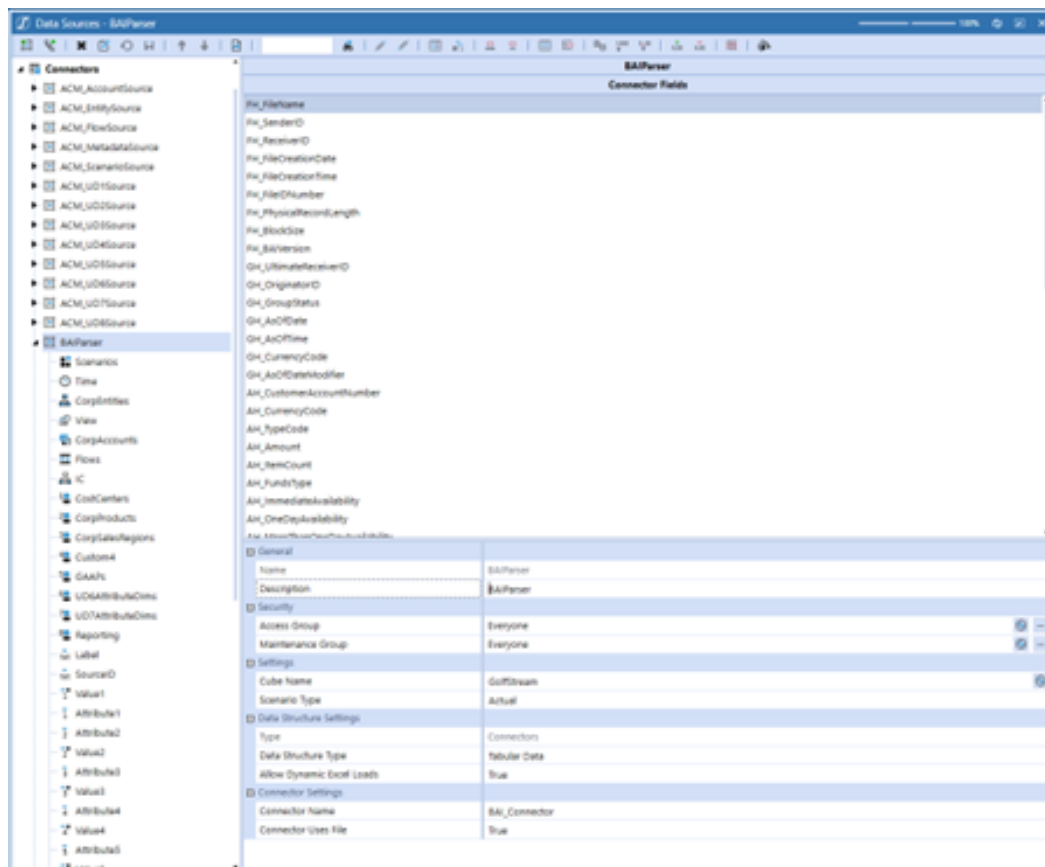 Data Sources - BAIParser
100%
Connectors
ACM_AccountSource
ACM_EntitySource
ACM_FlowSource
ACM_MetadataSource
ACM_ScenarioSource
ACM_UD1Source
ACM_UD2Source
ACM_UD3Source
ACM_UD4Source
ACM_UD5Source
ACM_UD6Source
ACM_UD7Source
ACM_UD8Source
BAIParser
Scenarios
Time
CorpEntities
View
CorpAccounts
Flows
IC
CostCenters
CorpProducts
CorpSalesRegions
Custom4
GAAPs
UD6AttributeDims
UD7AttributeDims
Reporting
Label
SourceID
Value1
Attribute1
Attribute2
Value2
Attribute3
Value3
Attribute4
Value4
Attribute5
BAIParser
Connector Fields
FH_FileName
FH_SenderID
FH_ReceiverID
FH_FileCreationDate
FH_FileCreationTime
FH_FileIDNumber
FH_PhysicalRecordLength
FH_BlockSize
FH_BAIVersion
GH_UltimateReceiverID
GH_OriginatorID
GH_GroupStatus
GH_AsOfDate
GH_AsOfTime
GH_CurrencyCode
GH_AsOfDateModifier
AH_CustomerAccountNumber
AH_CurrencyCode
AH_TypeCode
AH_Amount
AH_ItemCount
AH_FundsType
AH_ImmediateAvailability
AH_OneDayAvailability
AH_MoreThanOneDayAvailability
General
Name BAIParser
Description BAIParser
Security
Access Group Everyone
Maintenance Group Everyone
Settings
Cube Name GolfStream
Scenario Type Actual
Data Structure Settings
Type Connectors
Data Structure Type Tabular Data
Allow Dynamic Excel Loads True
Connector Settings
Connector Name BAI_Connector
Connector Uses File True